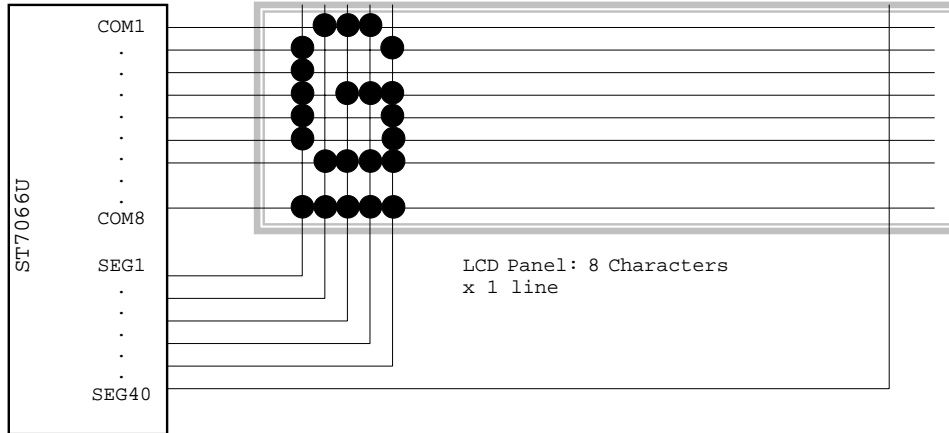 COM1
.
.
.
.
.
.
.
.
COM8
ST7066U
SEG1
.
.
.
.
.
SEG40
LCD Panel: 8 Characters
x 1 line